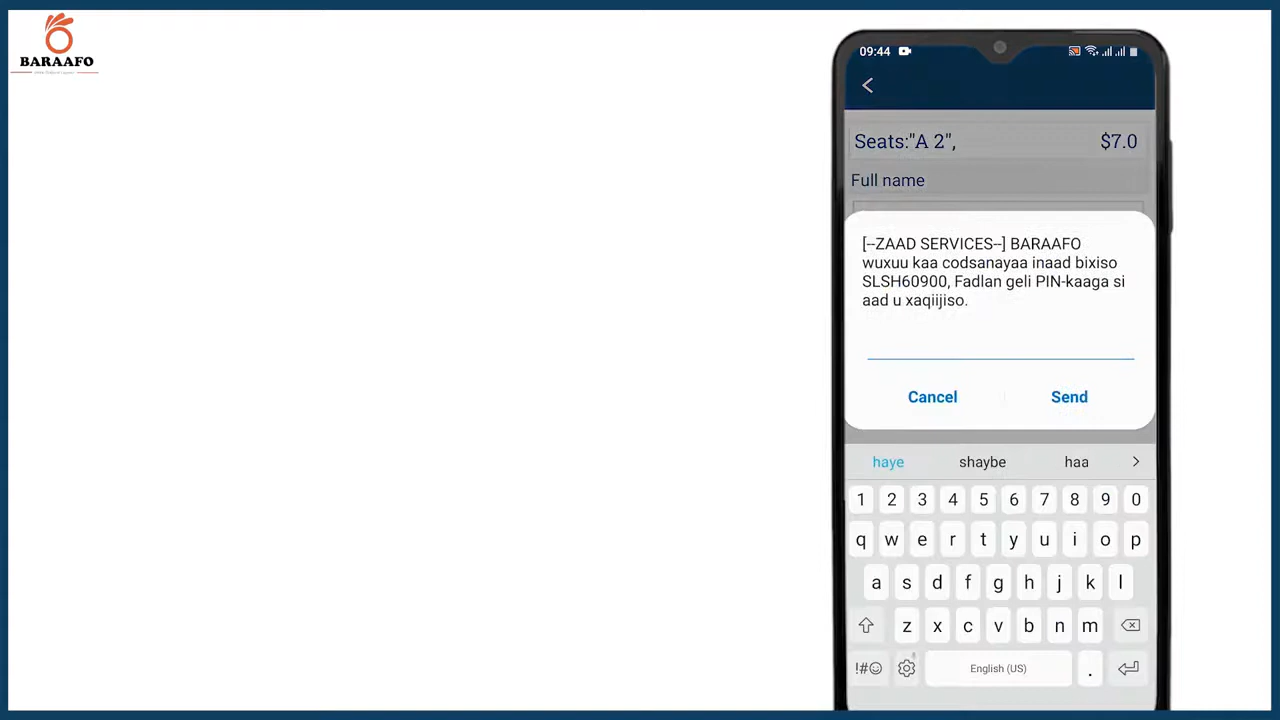 BARAAFO
09:44
Seats:"A 2", $7.0
Full name
[--ZAAD SERVICES--] BARAAFO
wuxuu kaa codsanayaa inaad bixiso
SLSH60900, Fadlan geli PIN-kaaga si
aad u xaqiijiso.
Cancel Send
haye shaybe haa
1 2 3 4 5 6 7 8 9 0
q w e r t y u i o p
a s d f g h j k l
z x c v b n m
!#☺ English (US) .